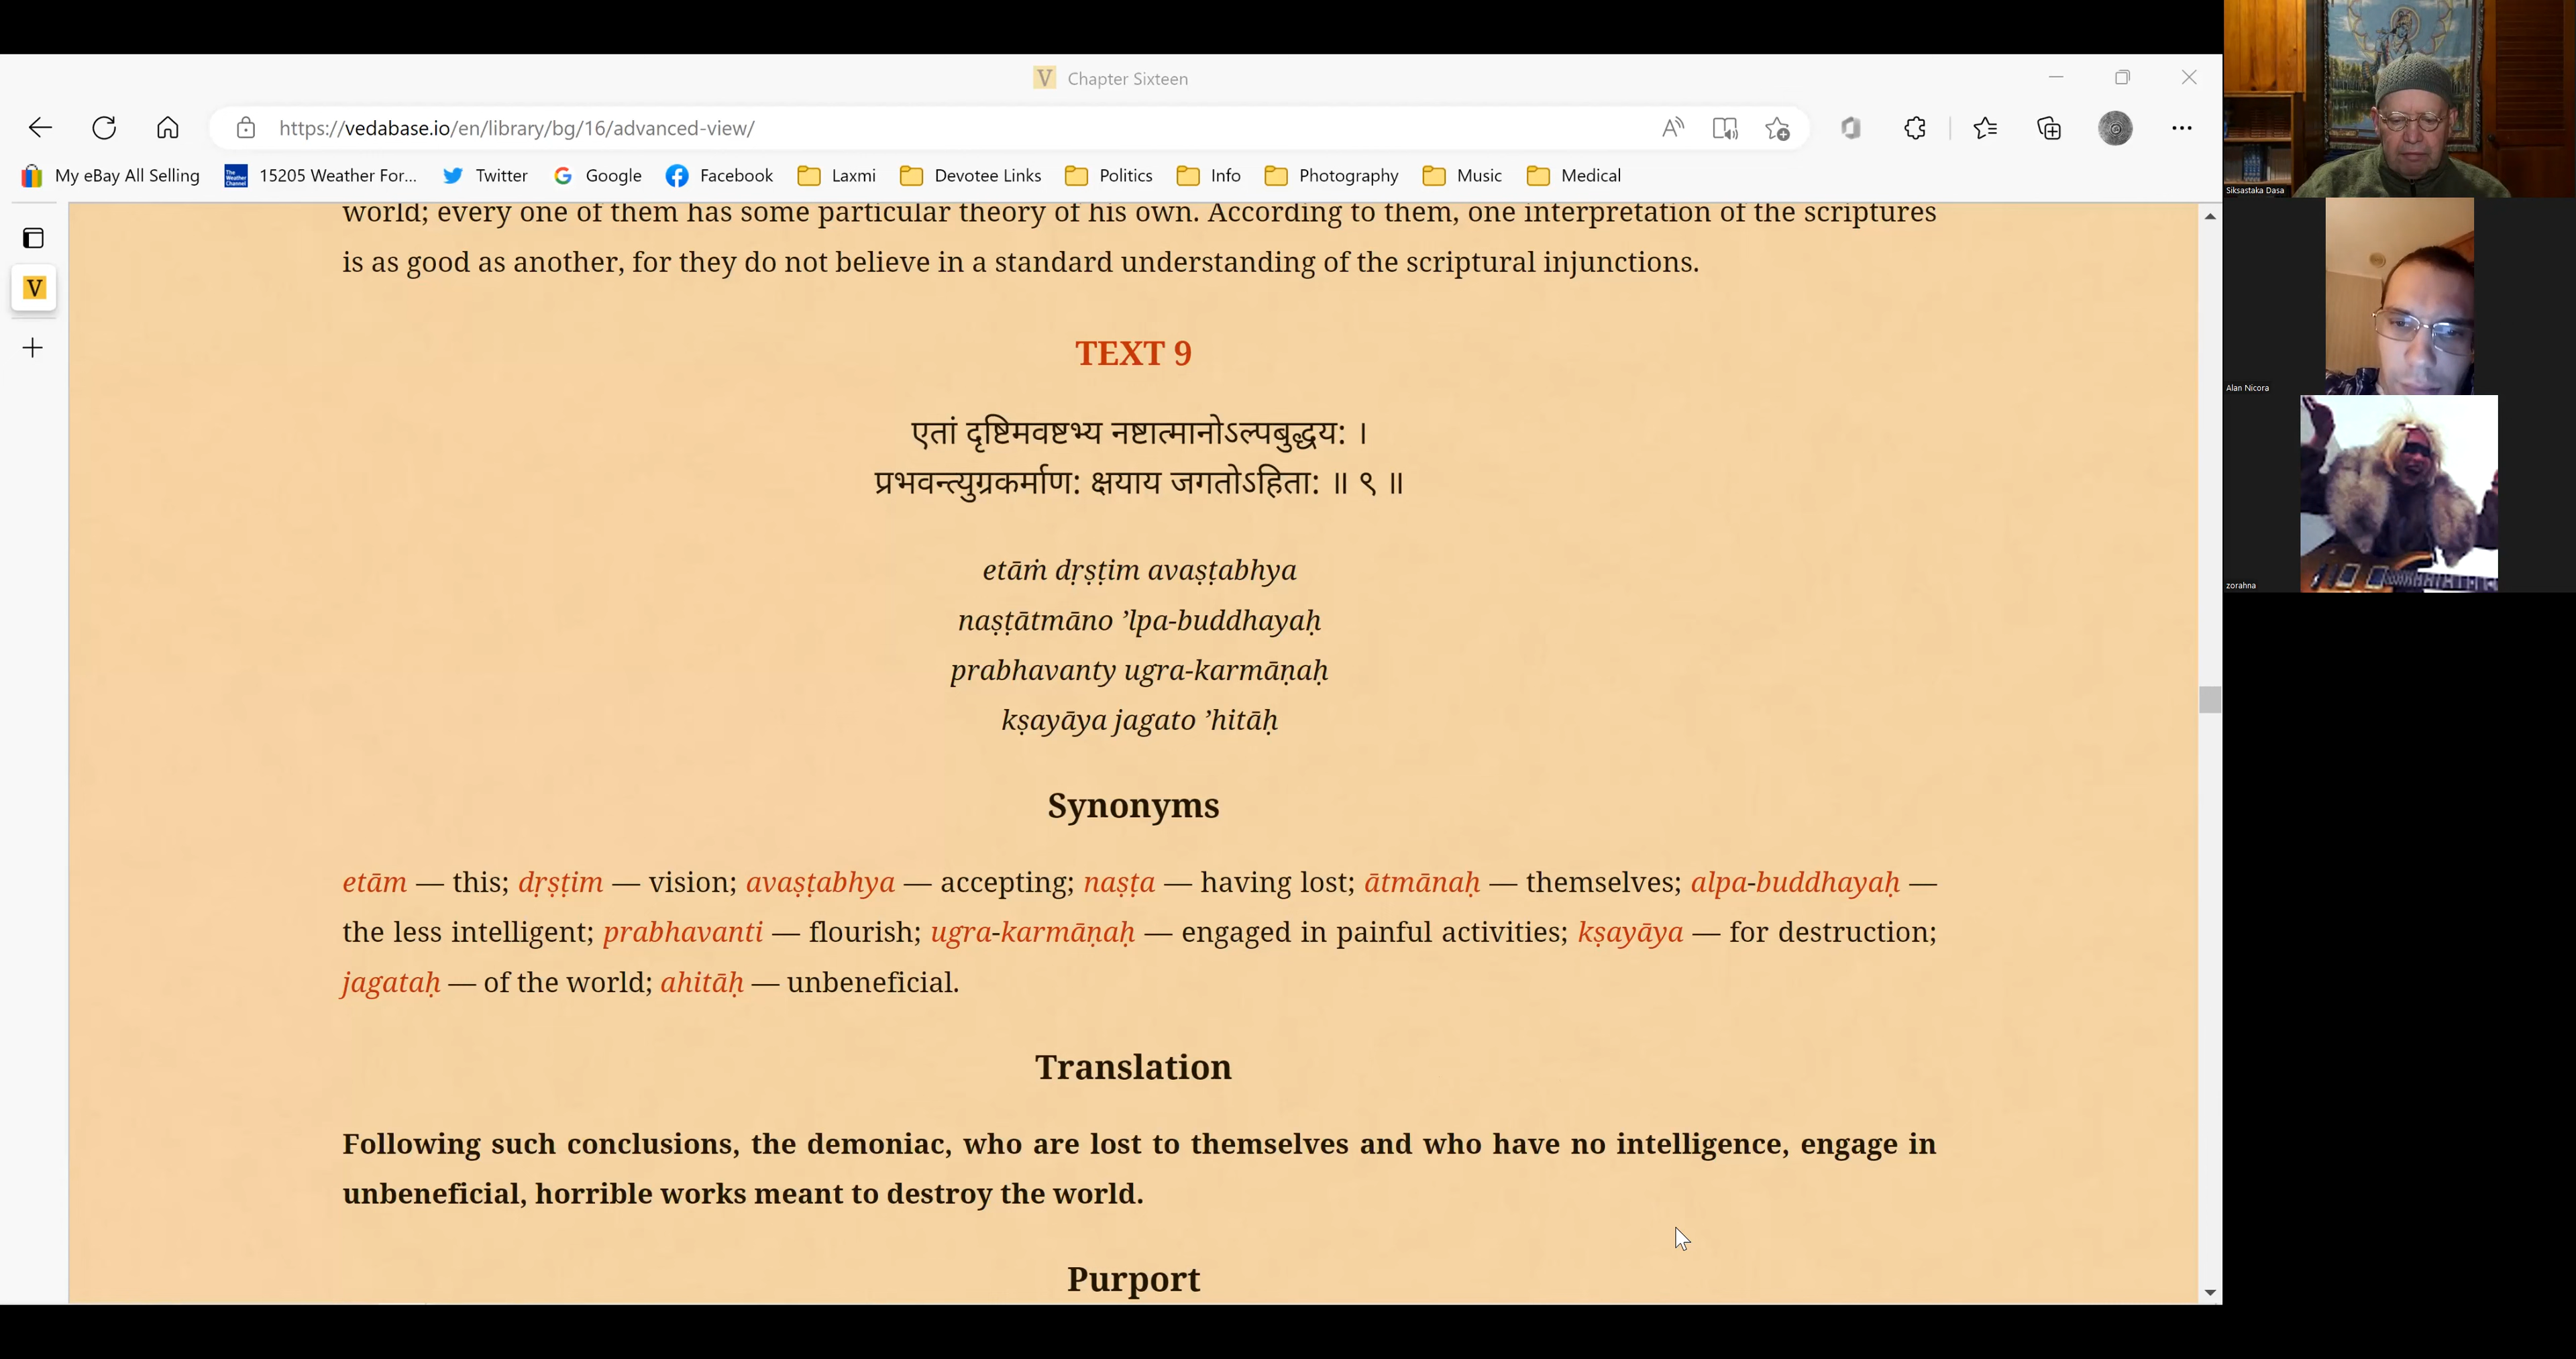 Chapter Sixteen
https://vedabase.io/en/library/bg/16/advanced-view/
My eBay All Selling
15205 Weather For...
Twitter
Google
Facebook
Laxmi
Devotee Links
Politics
Info
Photography
Music
Medical
world; every one of them has some particular theory of his own. According to them, one interpretation of the scriptures
is as good as another, for they do not believe in a standard understanding of the scriptural injunctions.
TEXT 9
एतां दृष्टिमवष्टभ्य नष्टात्मानोऽल्पबुद्धय: ।
प्रभवन्त्युग्रकर्माण: क्षयाय जगतोऽहिता: ॥ ९ ॥
etāṁ dṛṣṭim avaṣṭabhya
naṣṭātmāno ’lpa-buddhayaḥ
prabhavanty ugra-karmāṇaḥ
kṣayāya jagato ’hitāḥ
Synonyms
etām — this; dṛṣṭim — vision; avaṣṭabhya — accepting; naṣṭa — having lost; ātmānaḥ — themselves; alpa-buddhayaḥ —
the less intelligent; prabhavanti — flourish; ugra-karmāṇaḥ — engaged in painful activities; kṣayāya — for destruction;
jagataḥ — of the world; ahitāḥ — unbeneficial.
Translation
Following such conclusions, the demoniac, who are lost to themselves and who have no intelligence, engage in
unbeneficial, horrible works meant to destroy the world.
Purport
Siksastaka Dasa
Alan Nicora
zorahna